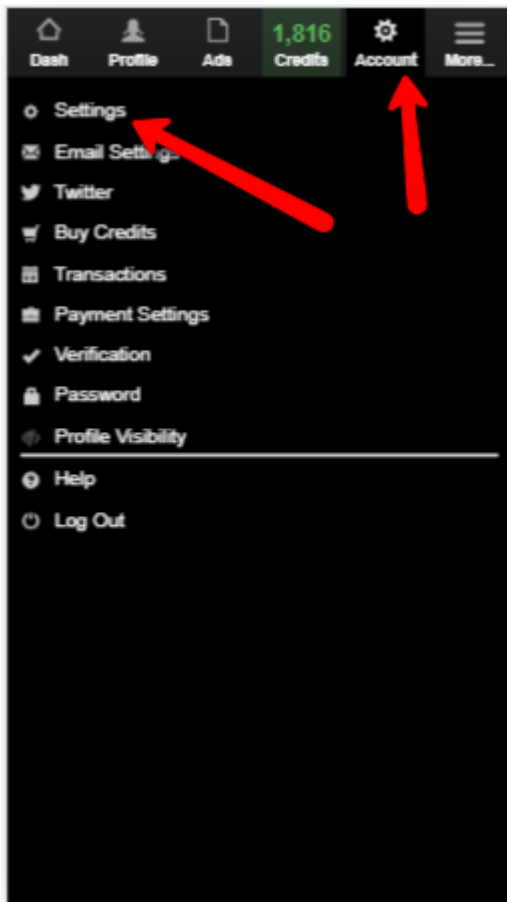 1,816
Dash Profile Ads Credits Account More...
Settings
Email Settings
Twitter
Buy Credits
Transactions
Payment Settings
Verification
Password
Profile Visibility
Help
Log Out